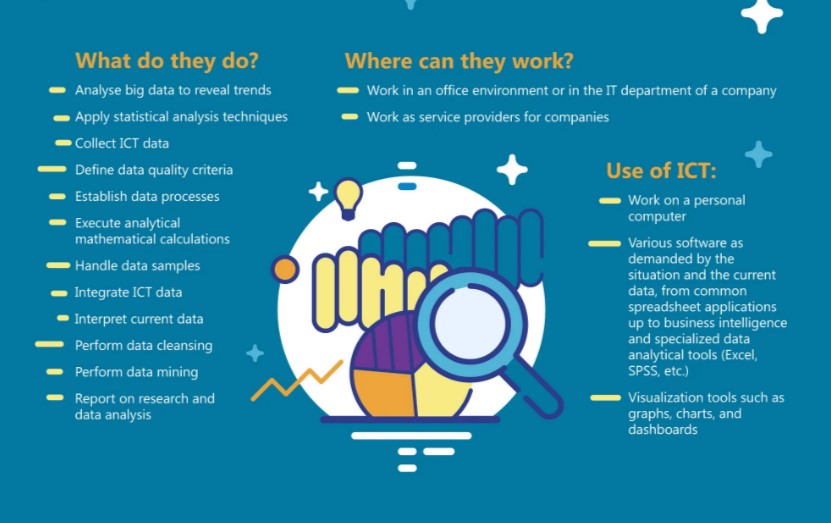 What do they do?
Analyse big data to reveal trends
Apply statistical analysis techniques
Collect ICT data
Define data quality criteria
Establish data processes
Execute analytical
mathematical calculations
Handle data samples
Integrate ICT data
Interpret current data
Perform data cleansing
Perform data mining
Report on research and
data analysis
Where can they work?
Work in an office environment or in the IT department of a company
Work as service providers for companies
Use of ICT:
Work on a personal
computer
Various software as
demanded by the
situation and the current
data, from common
spreadsheet applications
up to business intelligence
and specialized data
analytical tools (Excel,
SPSS, etc.)
Visualization tools such as
graphs, charts, and
dashboards